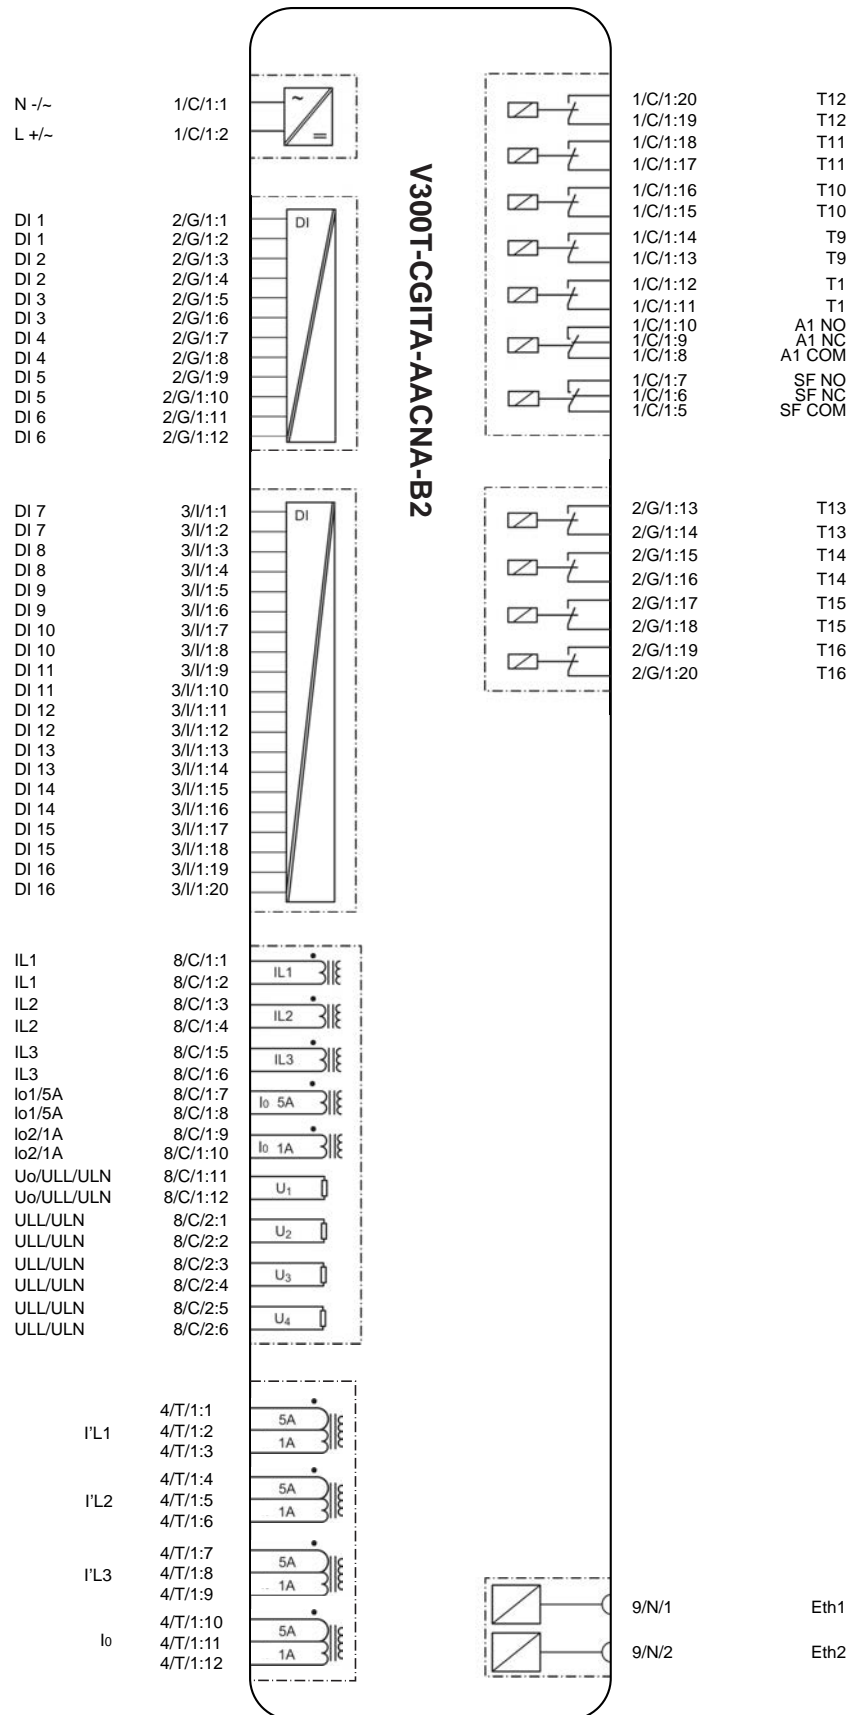 V300T-CGITA-AACNA-B2
N -/~ 1/C/1:1
L +/~ 1/C/1:2
~
=
DI 1 2/G/1:1
DI 1 2/G/1:2
DI 2 2/G/1:3
DI 2 2/G/1:4
DI 3 2/G/1:5
DI 3 2/G/1:6
DI 4 2/G/1:7
DI 4 2/G/1:8
DI 5 2/G/1:9
DI 5 2/G/1:10
DI 6 2/G/1:11
DI 6 2/G/1:12
DI
DI 7 3/I/1:1
DI 7 3/I/1:2
DI 8 3/I/1:3
DI 8 3/I/1:4
DI 9 3/I/1:5
DI 9 3/I/1:6
DI 10 3/I/1:7
DI 10 3/I/1:8
DI 11 3/I/1:9
DI 11 3/I/1:10
DI 12 3/I/1:11
DI 12 3/I/1:12
DI 13 3/I/1:13
DI 13 3/I/1:14
DI 14 3/I/1:15
DI 14 3/I/1:16
DI 15 3/I/1:17
DI 15 3/I/1:18
DI 16 3/I/1:19
DI 16 3/I/1:20
DI
IL1 8/C/1:1
IL1 8/C/1:2
IL1
IL2 8/C/1:3
IL2 8/C/1:4
IL2
IL3 8/C/1:5
IL3 8/C/1:6
IL3
Io1/5A 8/C/1:7
Io1/5A 8/C/1:8
I0 5A
Io2/1A 8/C/1:9
Io2/1A 8/C/1:10
I0 1A
Uo/ULL/ULN 8/C/1:11
Uo/ULL/ULN 8/C/1:12
U1
ULL/ULN 8/C/2:1
ULL/ULN 8/C/2:2
U2
ULL/ULN 8/C/2:3
ULL/ULN 8/C/2:4
U3
ULL/ULN 8/C/2:5
ULL/ULN 8/C/2:6
U4
4/T/1:1
I'L1 4/T/1:2
4/T/1:3
5A
1A
4/T/1:4
I'L2 4/T/1:5
4/T/1:6
5A
1A
4/T/1:7
I'L3 4/T/1:8
4/T/1:9
5A
1A
4/T/1:10
I0 4/T/1:11
4/T/1:12
5A
1A
1/C/1:20 T12
1/C/1:19 T12
1/C/1:18 T11
1/C/1:17 T11
1/C/1:16 T10
1/C/1:15 T10
1/C/1:14 T9
1/C/1:13 T9
1/C/1:12 T1
1/C/1:11 T1
1/C/1:10 A1 NO
1/C/1:9 A1 NC
1/C/1:8 A1 COM
1/C/1:7 SF NO
1/C/1:6 SF NC
1/C/1:5 SF COM
2/G/1:13 T13
2/G/1:14 T13
2/G/1:15 T14
2/G/1:16 T14
2/G/1:17 T15
2/G/1:18 T15
2/G/1:19 T16
2/G/1:20 T16
9/N/1 Eth1
9/N/2 Eth2